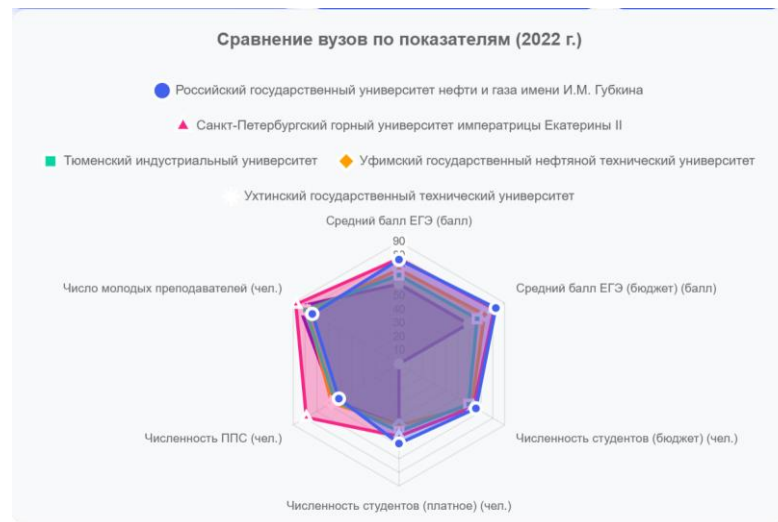 Сравнение вузов по показателям (2022 г.)
Российский государственный университет нефти и газа имени И.М. Губкина
Санкт-Петербургский горный университет императрицы Екатерины II
Тюменский индустриальный университет Уфимский государственный нефтяной технический университет
Ухтинский государственный технический университет
Средний балл ЕГЭ (балл)
90
Число молодых преподавателей (чел.) Средний балл ЕГЭ (бюджет) (балл)
30
Численность ППС (чел.) Численность студентов (бюджет) (чел.)
Численность студентов (платное) (чел.)